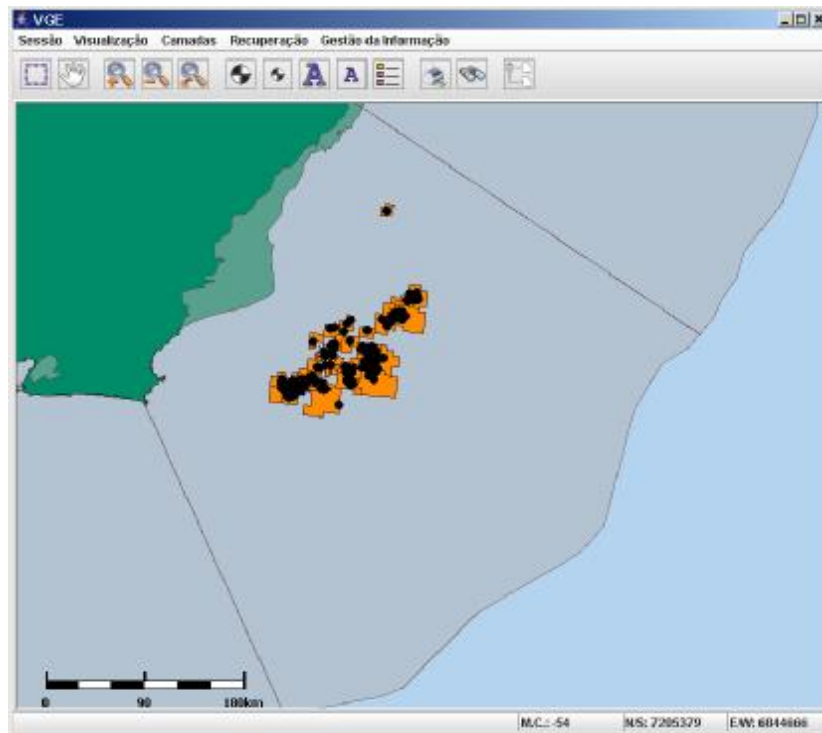 VGE
Sessão Visualização Camadas Recuperação Gestão da Informação
A A
0 90 180km
M.C.: -54 N/S: 7205379 E/W: 6844666